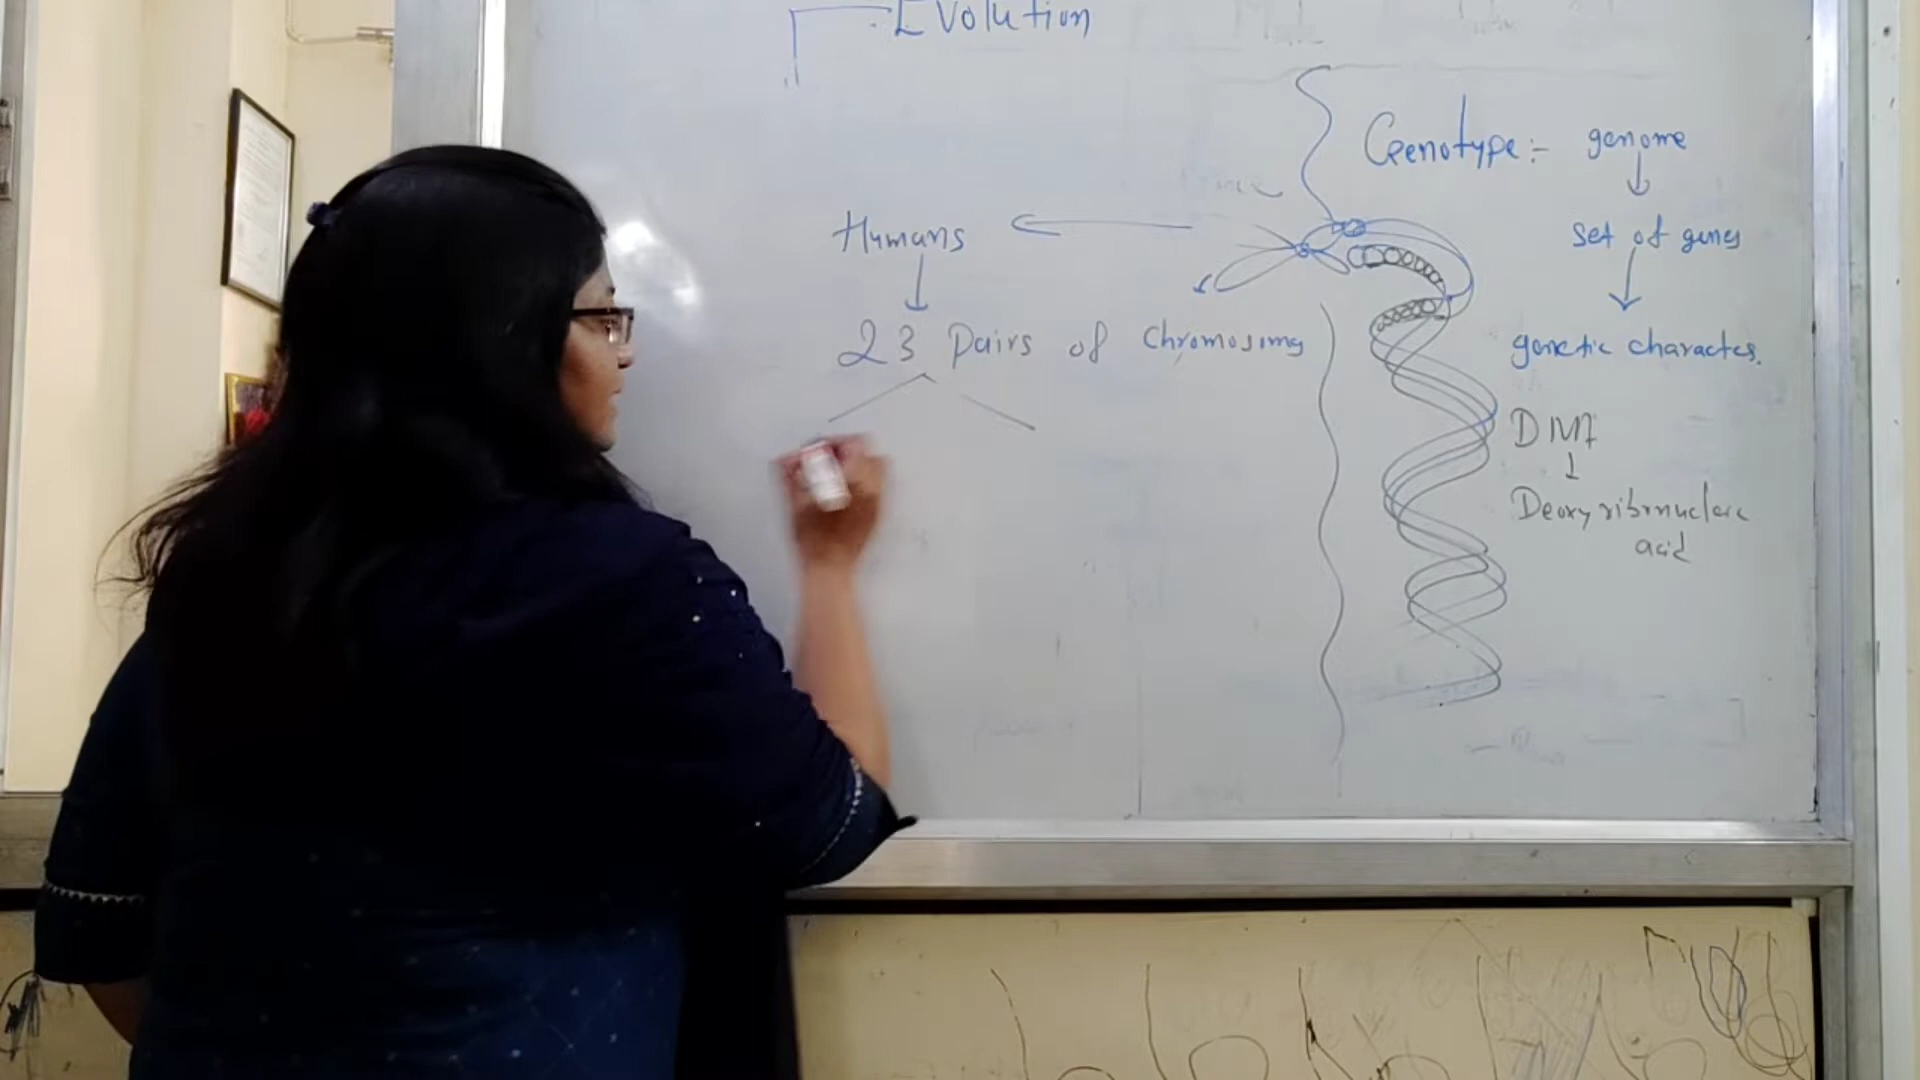 Evolution
Genotype:- genome
set of genes
Humans
23 Pairs of Chromosomes
genetic characters.
DNA
Deoxyribonucleic
acid